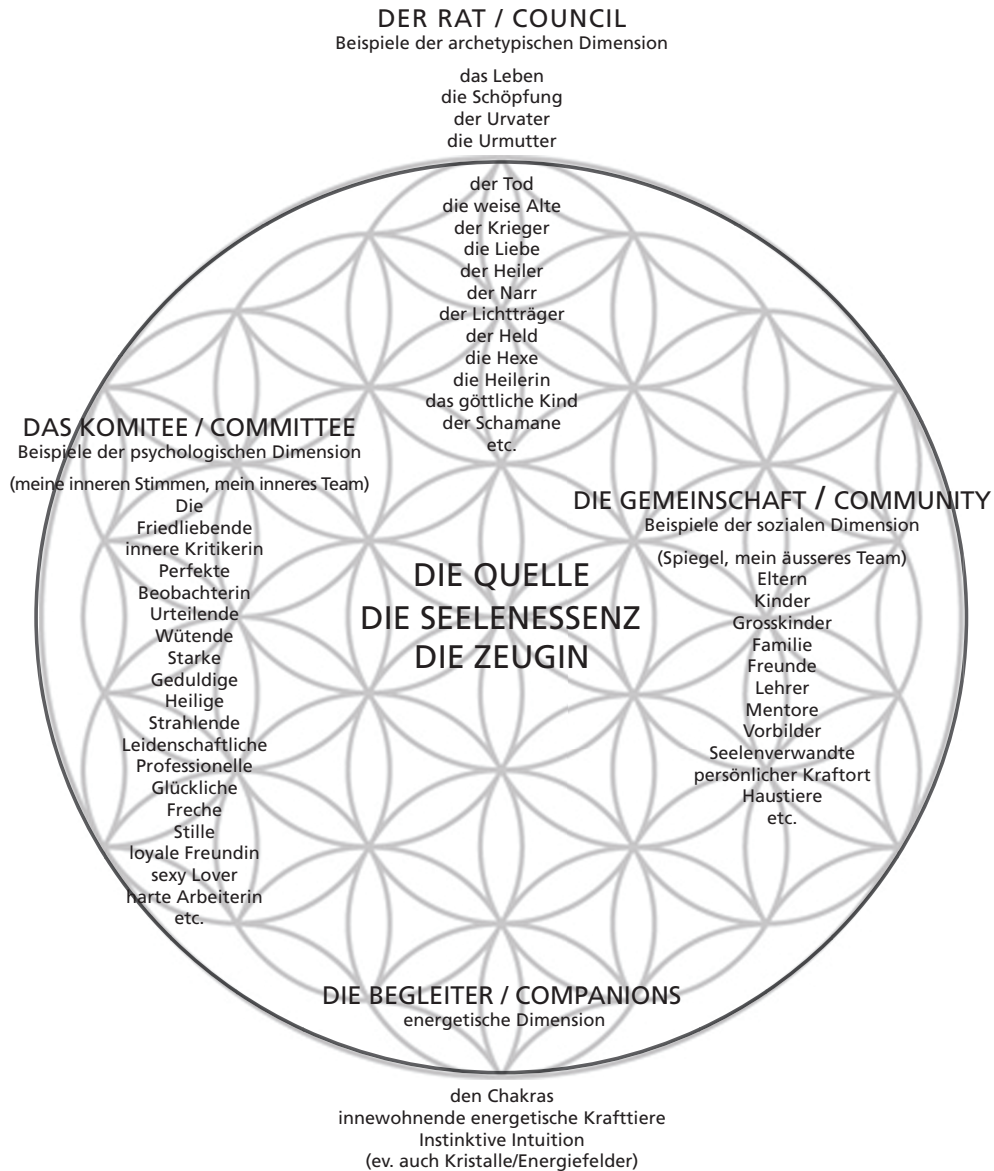 DER RAT / COUNCIL
Beispiele der archetypischen Dimension
das Leben
die Schöpfung
der Urvater
die Urmutter
der Tod
die weise Alte
der Krieger
die Liebe
der Heiler
der Narr
der Lichtträger
der Held
die Hexe
die Heilerin
das göttliche Kind
der Schamane
etc.
DAS KOMITEE / COMMITTEE
Beispiele der psychologischen Dimension
(meine inneren Stimmen, mein inneres Team)
Die
Friedliebende
innere Kritikerin
Perfekte
Beobachterin
Urteilende
Wütende
Starke
Geduldige
Heilige
Strahlende
Leidenschaftliche
Professionelle
Glückliche
Freche
Stille
loyale Freundin
sexy Lover
harte Arbeiterin
etc.
DIE QUELLE
DIE SEELENESSENZ
DIE ZEUGIN
DIE GEMEINSCHAFT / COMMUNITY
Beispiele der sozialen Dimension
(Spiegel, mein äusseres Team)
Eltern
Kinder
Grosskinder
Familie
Freunde
Lehrer
Mentore
Vorbilder
Seelenverwandte
persönlicher Kraftort
Haustiere
etc.
DIE BEGLEITER / COMPANIONS
energetische Dimension
den Chakras
innewohnende energetische Krafttiere
Instinktive Intuition
(ev. auch Kristalle/Energiefelder)